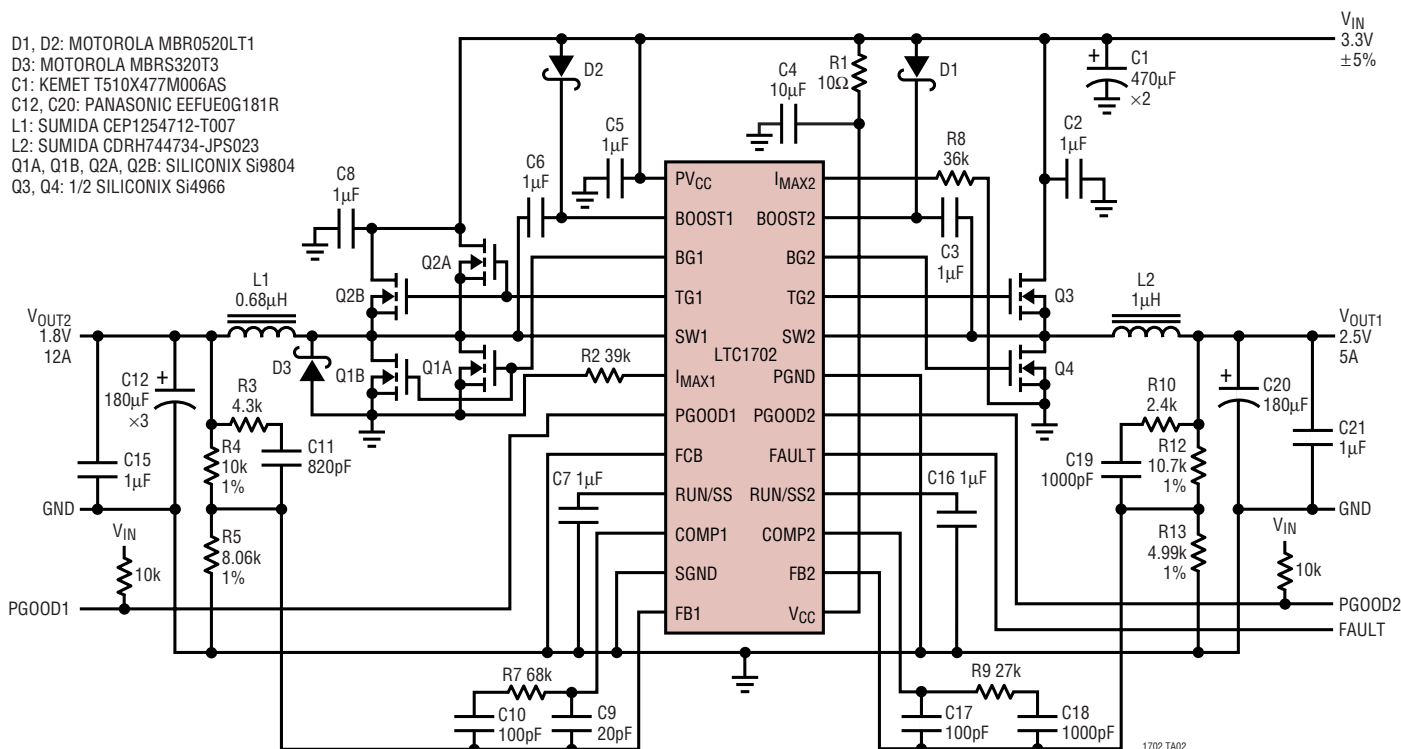 D1, D2: MOTOROLA MBR0520LT1
D3: MOTOROLA MBRS320T3
C1: KEMET T510X477M006AS
C12, C20: PANASONIC EEFUE0G181R
L1: SUMIDA CEP1254712-T007
L2: SUMIDA CDRH744734-JPS023
Q1A, Q1B, Q2A, Q2B: SILICONIX Si9804
Q3, Q4: 1/2 SILICONIX Si4966
VIN
3.3V
±5%
D2
C4
10µF
R1
10Ω
D1
+
C1
470µF
×2
C5
1µF
C6
1µF
C8
1µF
R8
36k
C2
1µF
C3
1µF
PVCC
BOOST1
BG1
TG1
SW1
IMAX1
PGOOD1
FCB
RUN/SS
COMP1
SGND
FB1
LTC1702
IMAX2
BOOST2
BG2
TG2
SW2
PGND
PGOOD2
FAULT
RUN/SS2
COMP2
FB2
VCC
Q2A
Q2B
Q1B
Q1A
Q3
Q4
L1
0.68µH
L2
1µH
VOUT2
1.8V
12A
VOUT1
2.5V
5A
D3
R2 39k
C12
180µF
×3
+
R3
4.3k
R4
10k
1%
C11
820pF
C15
1µF
GND
VIN
10k
R5
8.06k
1%
PGOOD1
C7 1µF
C16 1µF
R10
2.4k
+
C20
180µF
C19
1000pF
R12
10.7k
1%
C21
1µF
GND
R13
4.99k
1%
VIN
10k
PGOOD2
FAULT
R7 68k
C10
100pF
C9
20pF
R9 27k
C17
100pF
C18
1000pF
1702 TA02